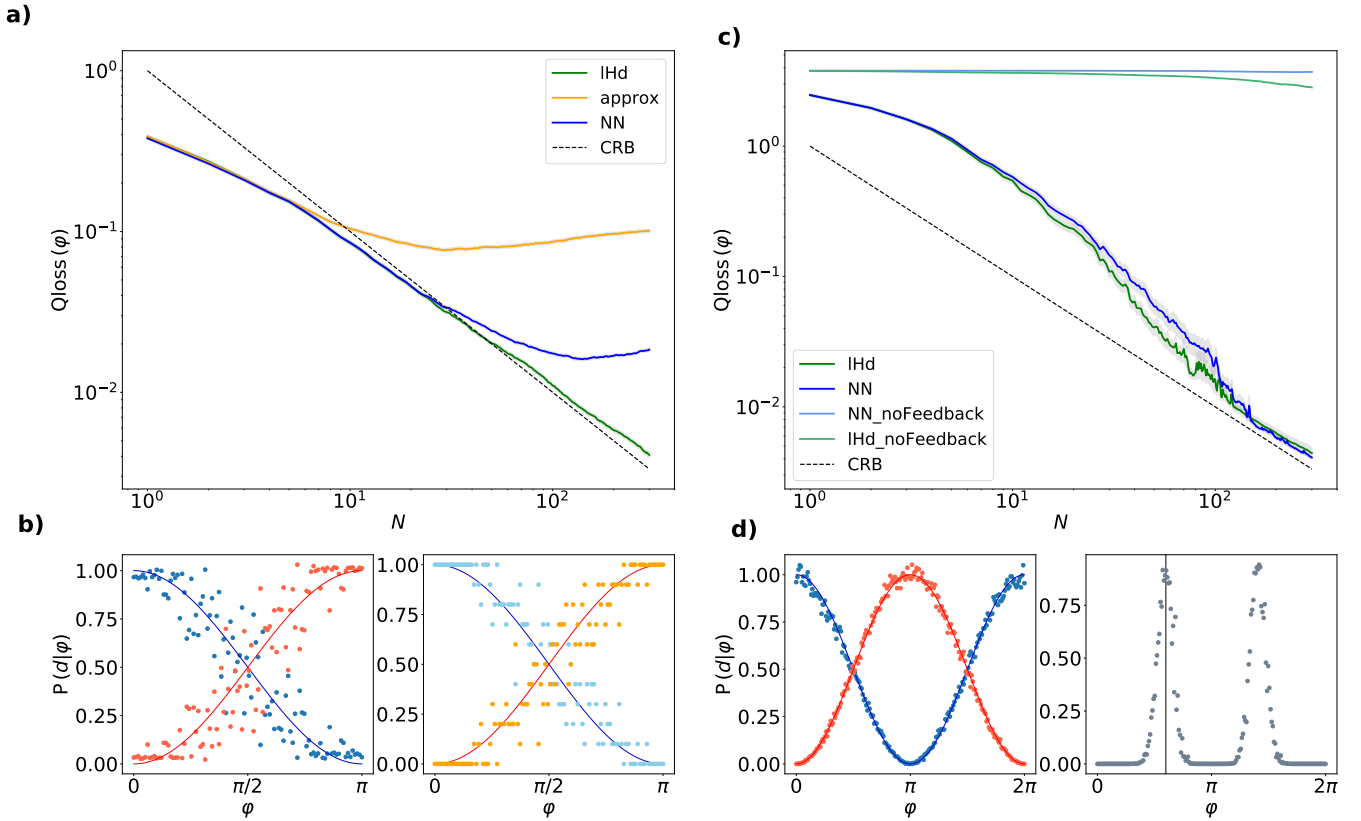 a)
10⁰
10⁻¹
10⁻²
Qloss (φ)
lHd
approx
NN
CRB
10⁰
10¹
10²
N
c)
10⁰
10⁻¹
10⁻²
Qloss (φ)
lHd
NN
NN_noFeedback
lHd_noFeedback
CRB
10⁰
10¹
10²
N
b)
1.00
0.75
0.50
0.25
0.00
P (d|φ)
0
π/2
π
φ
1.00
0.75
0.50
0.25
0.00
0
π/2
π
φ
d)
1.00
0.75
0.50
0.25
0.00
P (d|φ)
0
π
2π
φ
0.75
0.50
0.25
0.00
0
π
2π
φ